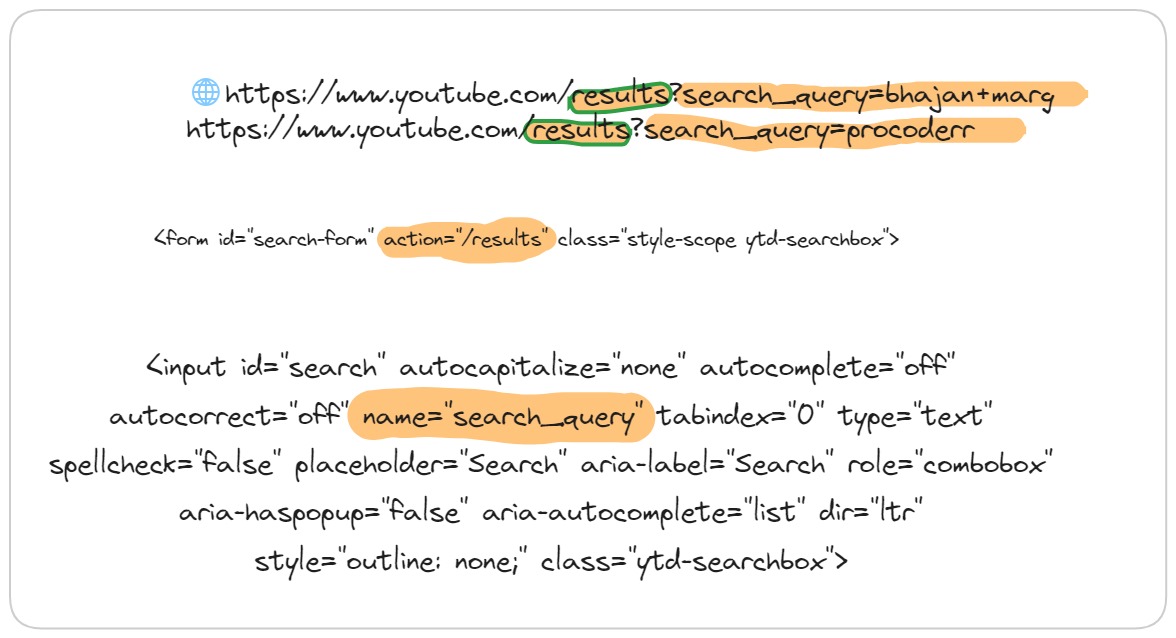 https://www.youtube.com/results?search_query=bhajan+marg
https://www.youtube.com/results?search_query=procoderr
<form id="search-form" action="/results" class="style-scope ytd-searchbox">
<input id="search" autocapitalize="none" autocomplete="off"
autocorrect="off" name="search_query" tabindex="0" type="text"
spellcheck="false" placeholder="Search" aria-label="Search" role="combobox"
aria-haspopup="false" aria-autocomplete="list" dir="ltr"
style="outline: none;" class="ytd-searchbox">